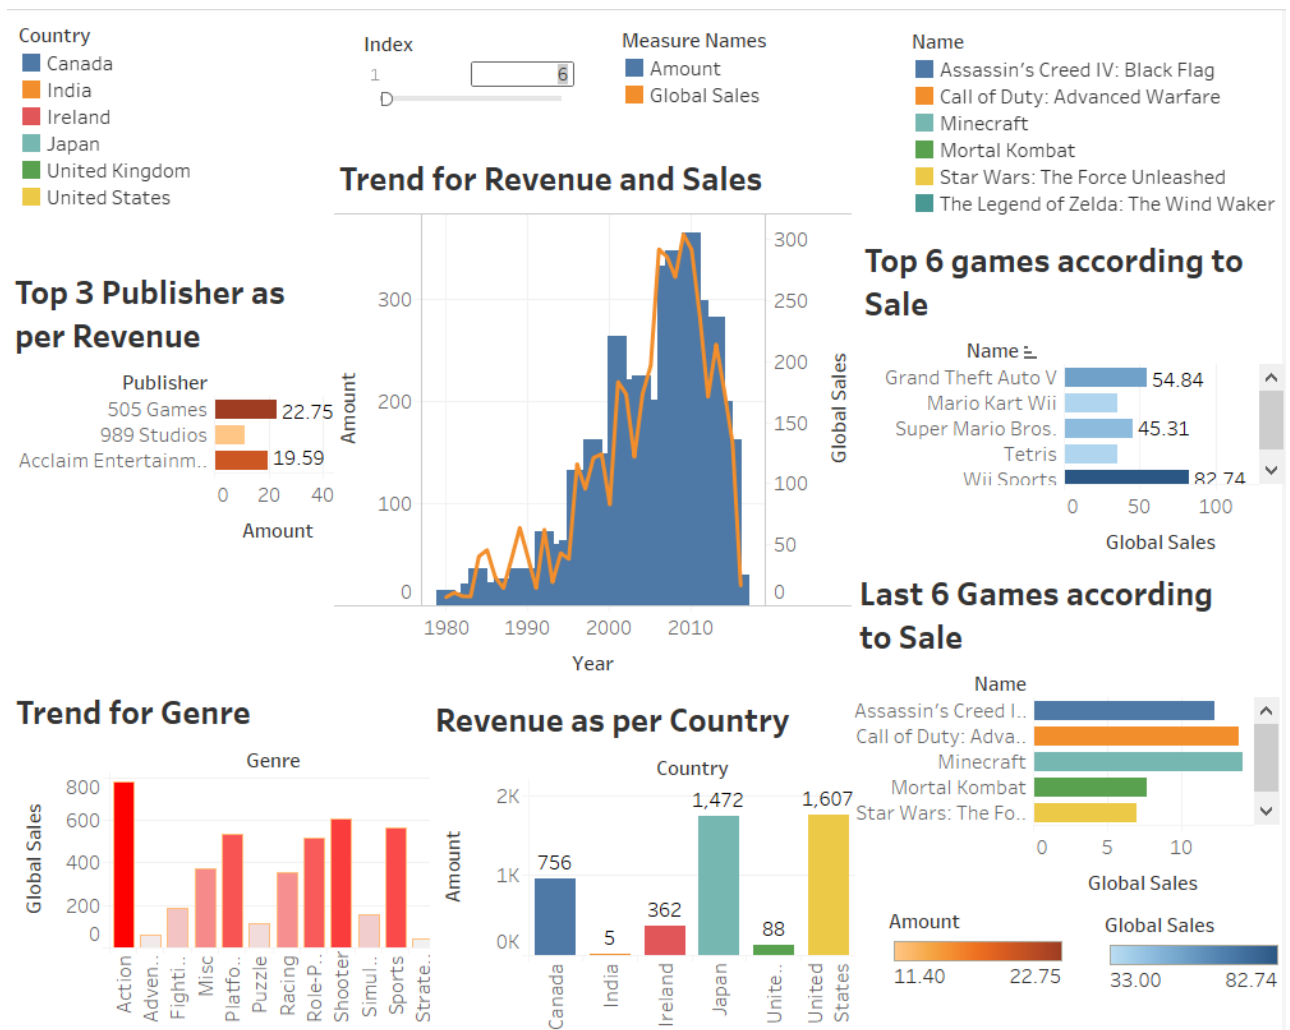 Country
Canada
India
Ireland
Japan
United Kingdom
United States
Index
1
6
Measure Names
Amount
Global Sales
Name
Assassin's Creed IV: Black Flag
Call of Duty: Advanced Warfare
Minecraft
Mortal Kombat
Star Wars: The Force Unleashed
The Legend of Zelda: The Wind Waker
Top 3 Publisher as
per Revenue
Publisher
505 Games 22.75
989 Studios
Acclaim Entertainm.. 19.59
0 20 40
Amount
Trend for Revenue and Sales
Amount
300
200
100
0
300
250
200
150
100
50
0
Global Sales
1980 1990 2000 2010
Year
Top 6 games according to
Sale
Name
Grand Theft Auto V 54.84
Mario Kart Wii
Super Mario Bros. 45.31
Tetris
Wii Sports 82.74
0 50 100
Global Sales
Last 6 Games according
to Sale
Name
Assassin's Creed I..
Call of Duty: Adva..
Minecraft
Mortal Kombat
Star Wars: The Fo..
0 5 10
Global Sales
Trend for Genre
Genre
Global Sales
800
600
400
200
0
Action
Adven..
Fighti..
Misc
Platfo..
Puzzle
Racing
Role-P..
Shooter
Simul..
Sports
Strate..
Revenue as per Country
Country
Amount
2K
1K
0K
756
5
362
1,472
88
1,607
Canada
India
Ireland
Japan
Unite..
United
States
Amount
11.40 22.75
Global Sales
33.00 82.74